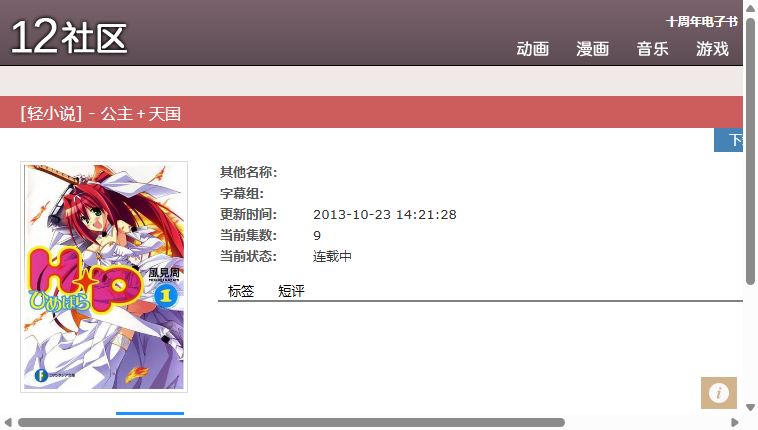 12社区
十周年电子书
动画 漫画 音乐 游戏
[轻小说] - 公主＋天国
其他名称:
字幕组:
更新时间: 2013-10-23 14:21:28
当前集数: 9
当前状态: 连载中
标签 短评
H+P
ひめぱら
風見周
1
i